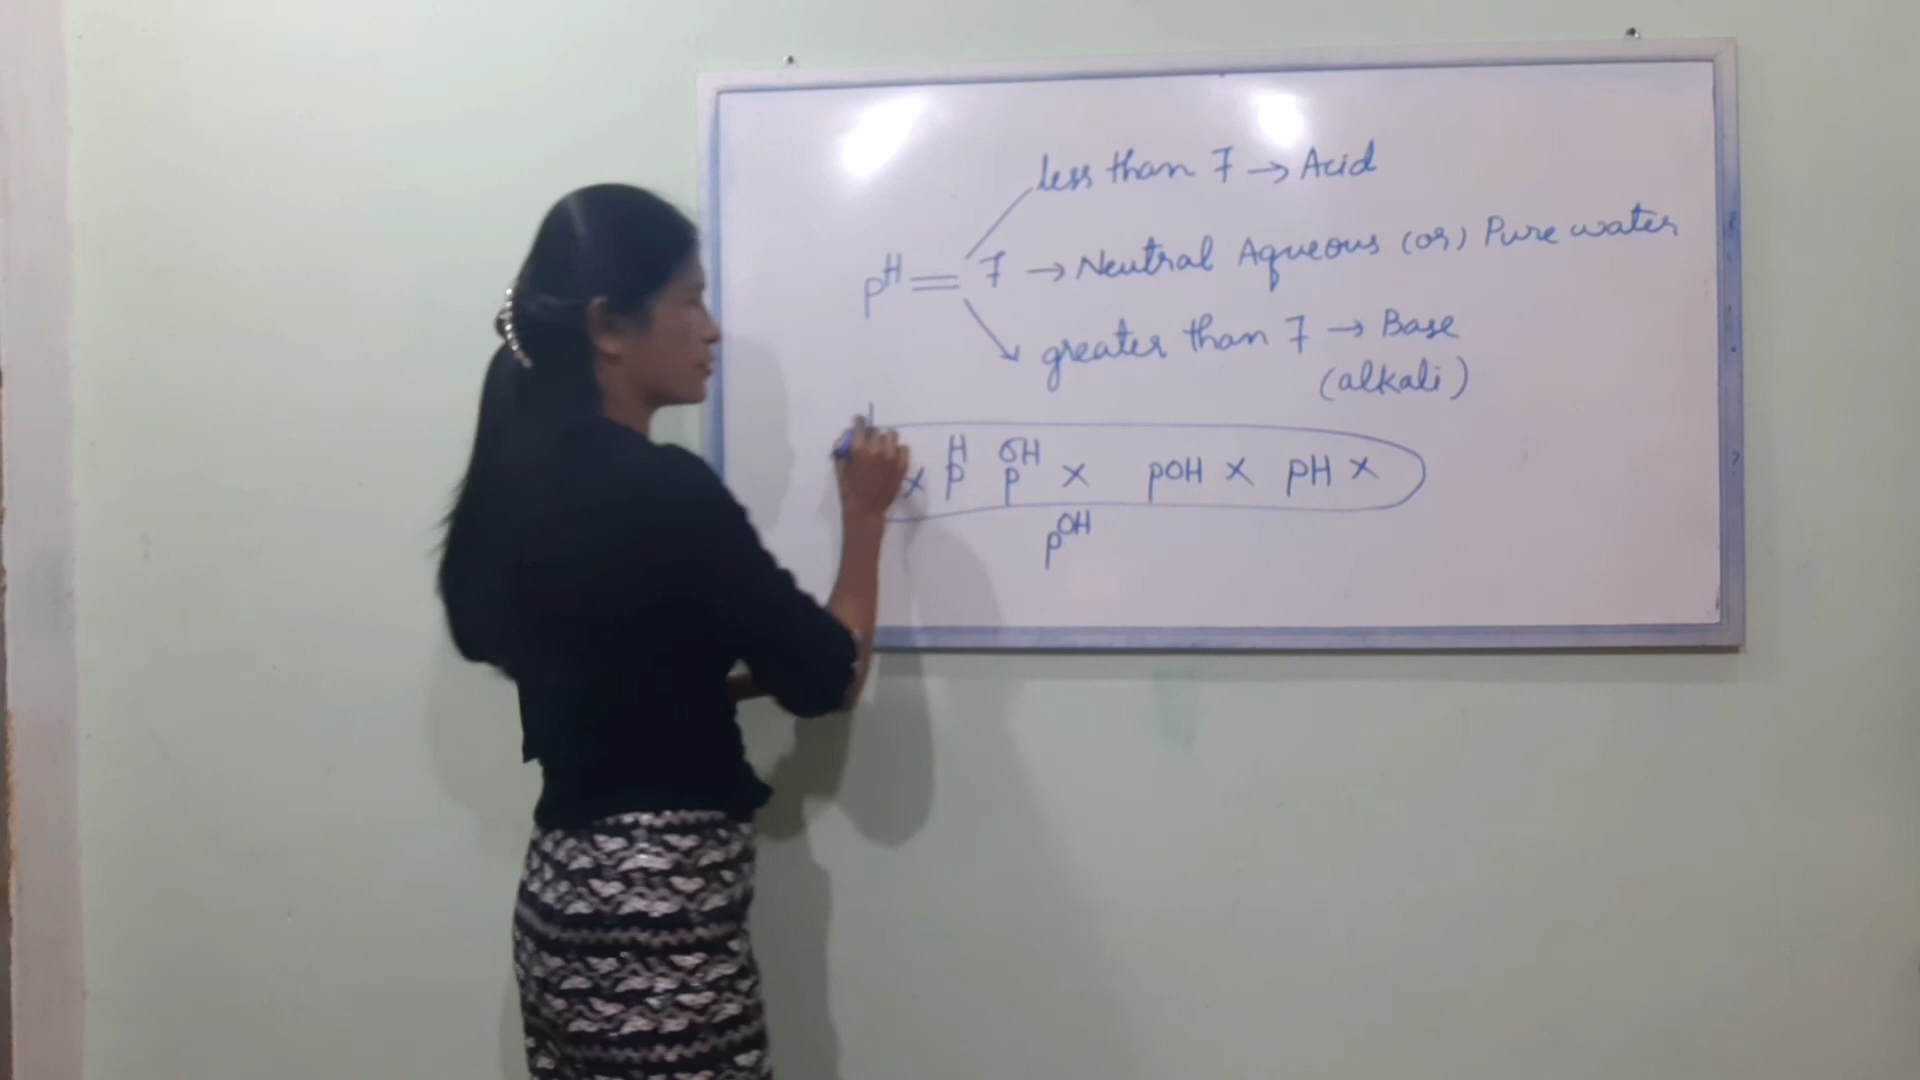 less than 7 → Acid
pH = 7 → Neutral Aqueous (or) Pure water
greater than 7 → Base
(alkali)
x pH pOH x pOH x pH x
pOH